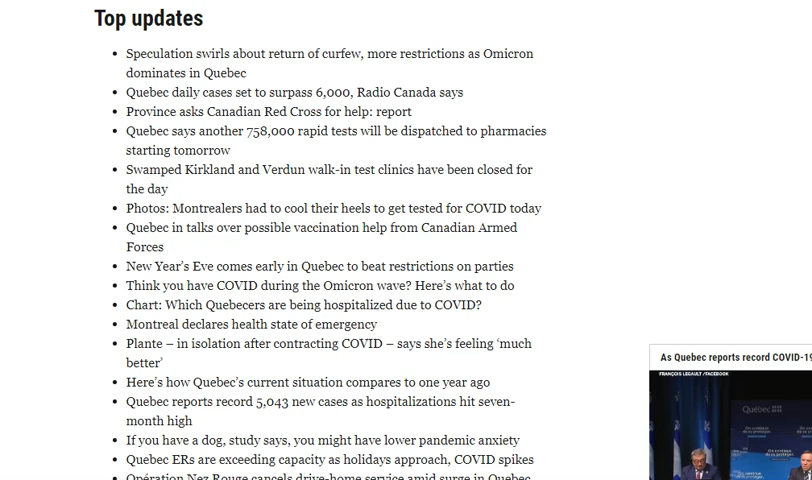 Top updates
Speculation swirls about return of curfew, more restrictions as Omicron
dominates in Quebec
Quebec daily cases set to surpass 6,000, Radio Canada says
Province asks Canadian Red Cross for help: report
Quebec says another 758,000 rapid tests will be dispatched to pharmacies
starting tomorrow
Swamped Kirkland and Verdun walk-in test clinics have been closed for
the day
Photos: Montrealers had to cool their heels to get tested for COVID today
Quebec in talks over possible vaccination help from Canadian Armed
Forces
New Year’s Eve comes early in Quebec to beat restrictions on parties
Think you have COVID during the Omicron wave? Here’s what to do
Chart: Which Quebecers are being hospitalized due to COVID?
Montreal declares health state of emergency
Plante – in isolation after contracting COVID – says she’s feeling ‘much
better’
Here’s how Quebec’s current situation compares to one year ago
Quebec reports record 5,043 new cases as hospitalizations hit seven-
month high
If you have a dog, study says, you might have lower pandemic anxiety
Quebec ERs are exceeding capacity as holidays approach, COVID spikes
Opération Nez Rouge cancels drive-home service amid surge in Quebec
As Quebec reports record COVID-19
FRANÇOIS LEGAULT /FACEBOOK
Québec